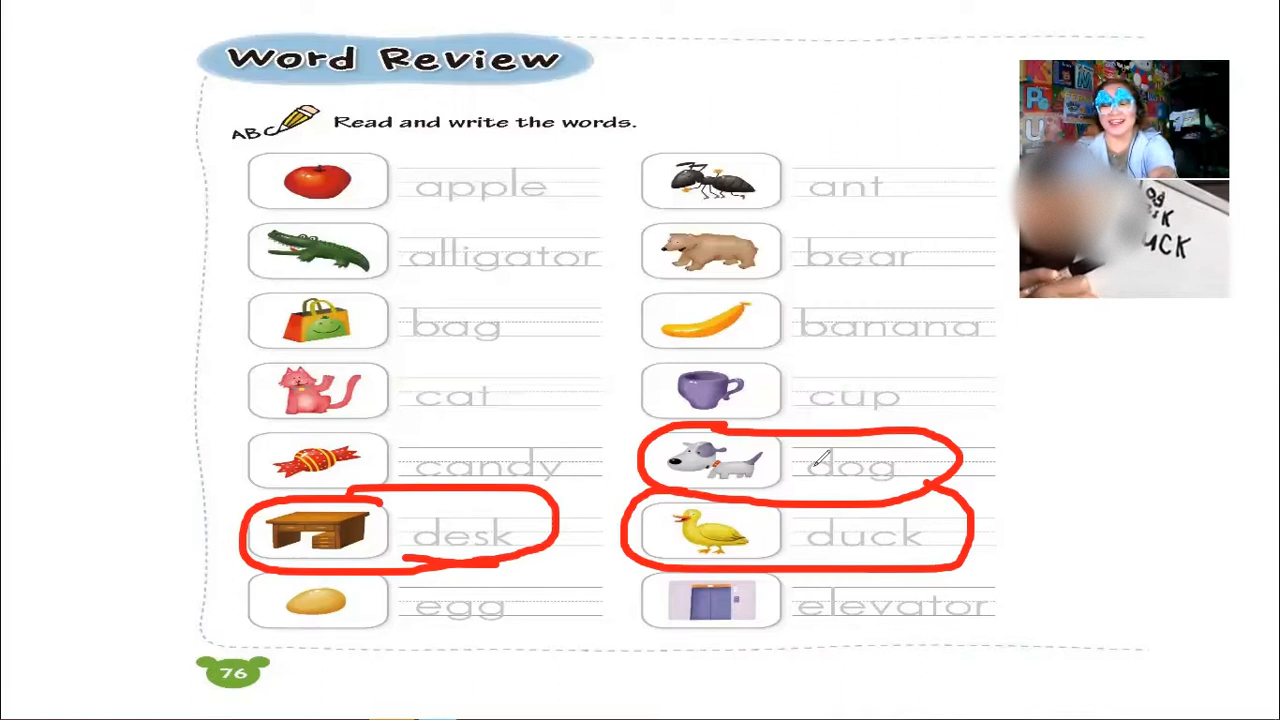 Word Review
ABC Read and write the words.
apple ant
alligator bear
bag banana
cat cup
candy dog
desk duck
egg elevator
76